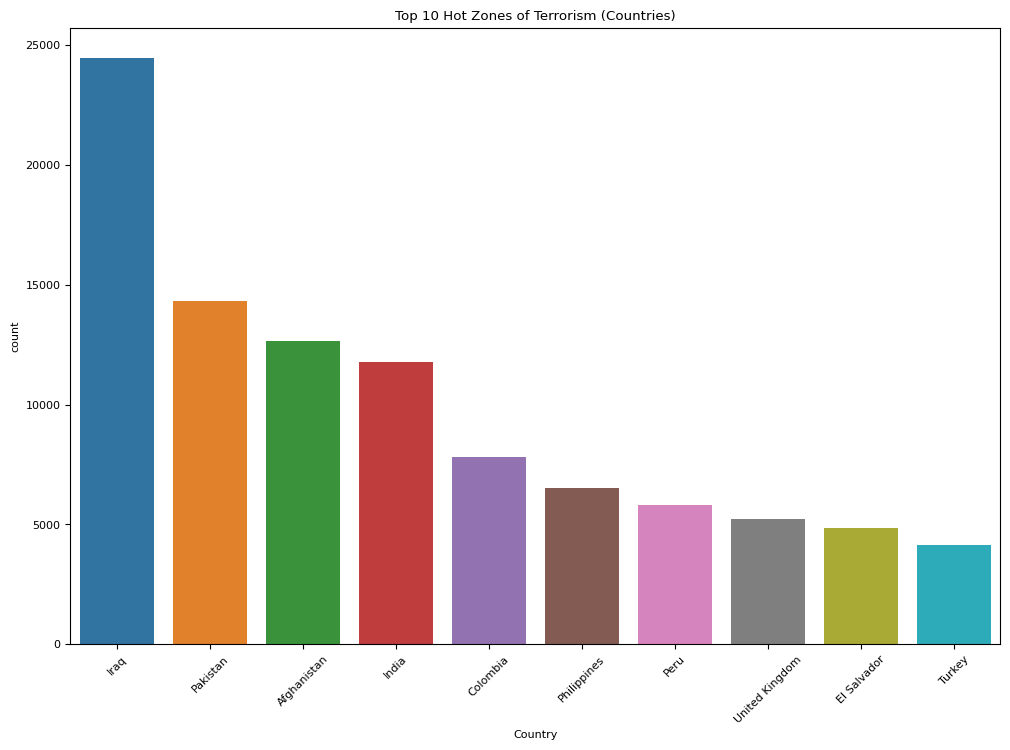 Top 10 Hot Zones of Terrorism (Countries)
25000
20000
15000
10000
5000
0
count
Iraq
Pakistan
Afghanistan
India
Colombia
Philippines
Peru
United Kingdom
El Salvador
Turkey
Country